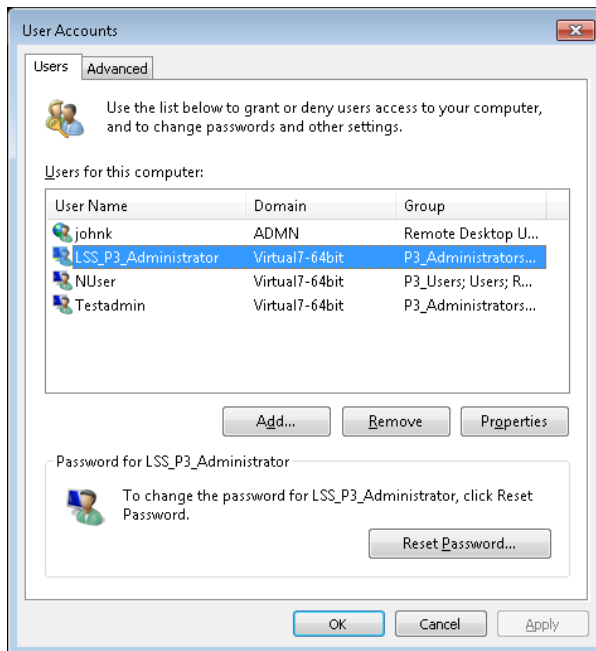 User Accounts
Users Advanced
Use the list below to grant or deny users access to your computer,
and to change passwords and other settings.
Users for this computer:
User Name Domain Group
johnk ADMN Remote Desktop U...
LSS_P3_Administrator Virtual7-64bit P3_Administrators...
NUser Virtual7-64bit P3_Users; Users; R...
Testadmin Virtual7-64bit P3_Administrators...
Add... Remove Properties
Password for LSS_P3_Administrator
To change the password for LSS_P3_Administrator, click Reset
Password.
Reset Password...
OK Cancel Apply